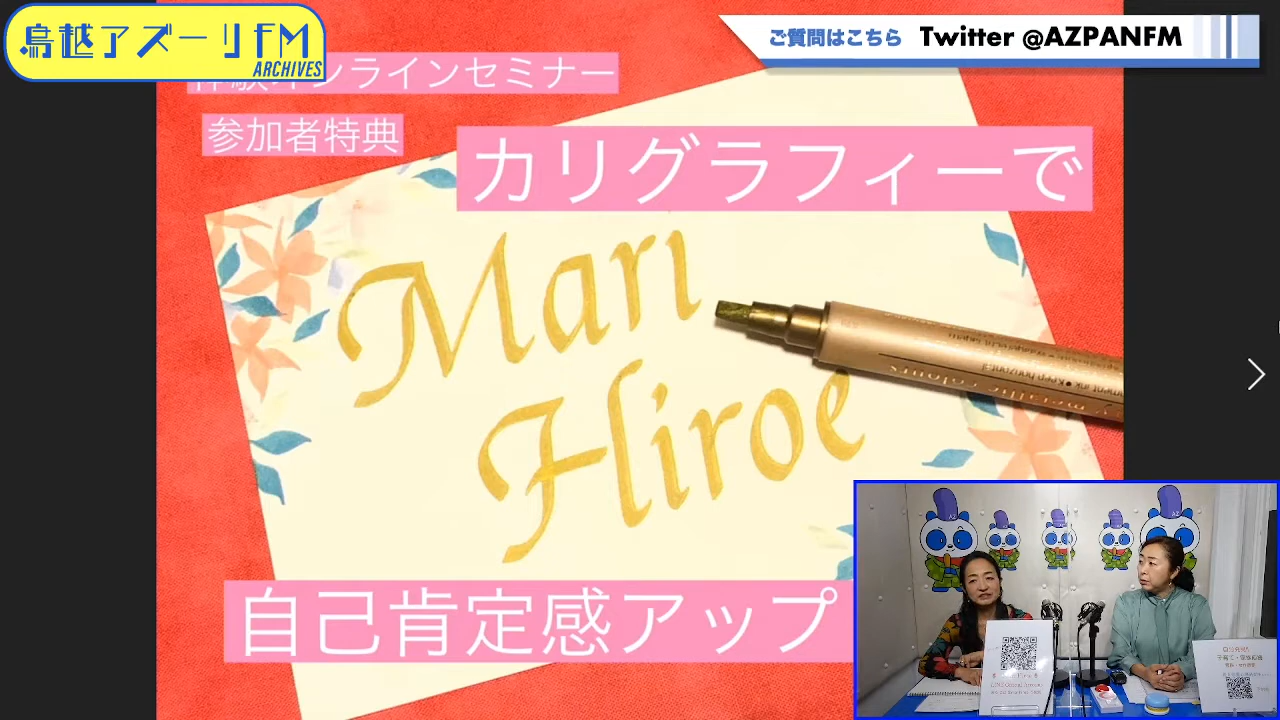 鳥越アズーリFM
ARCHIVES
ご質問はこちら Twitter @AZPANFM
体験オンラインセミナー
参加者特典
カリグラフィーで
Mari
Hiroe
自己肯定感アップ